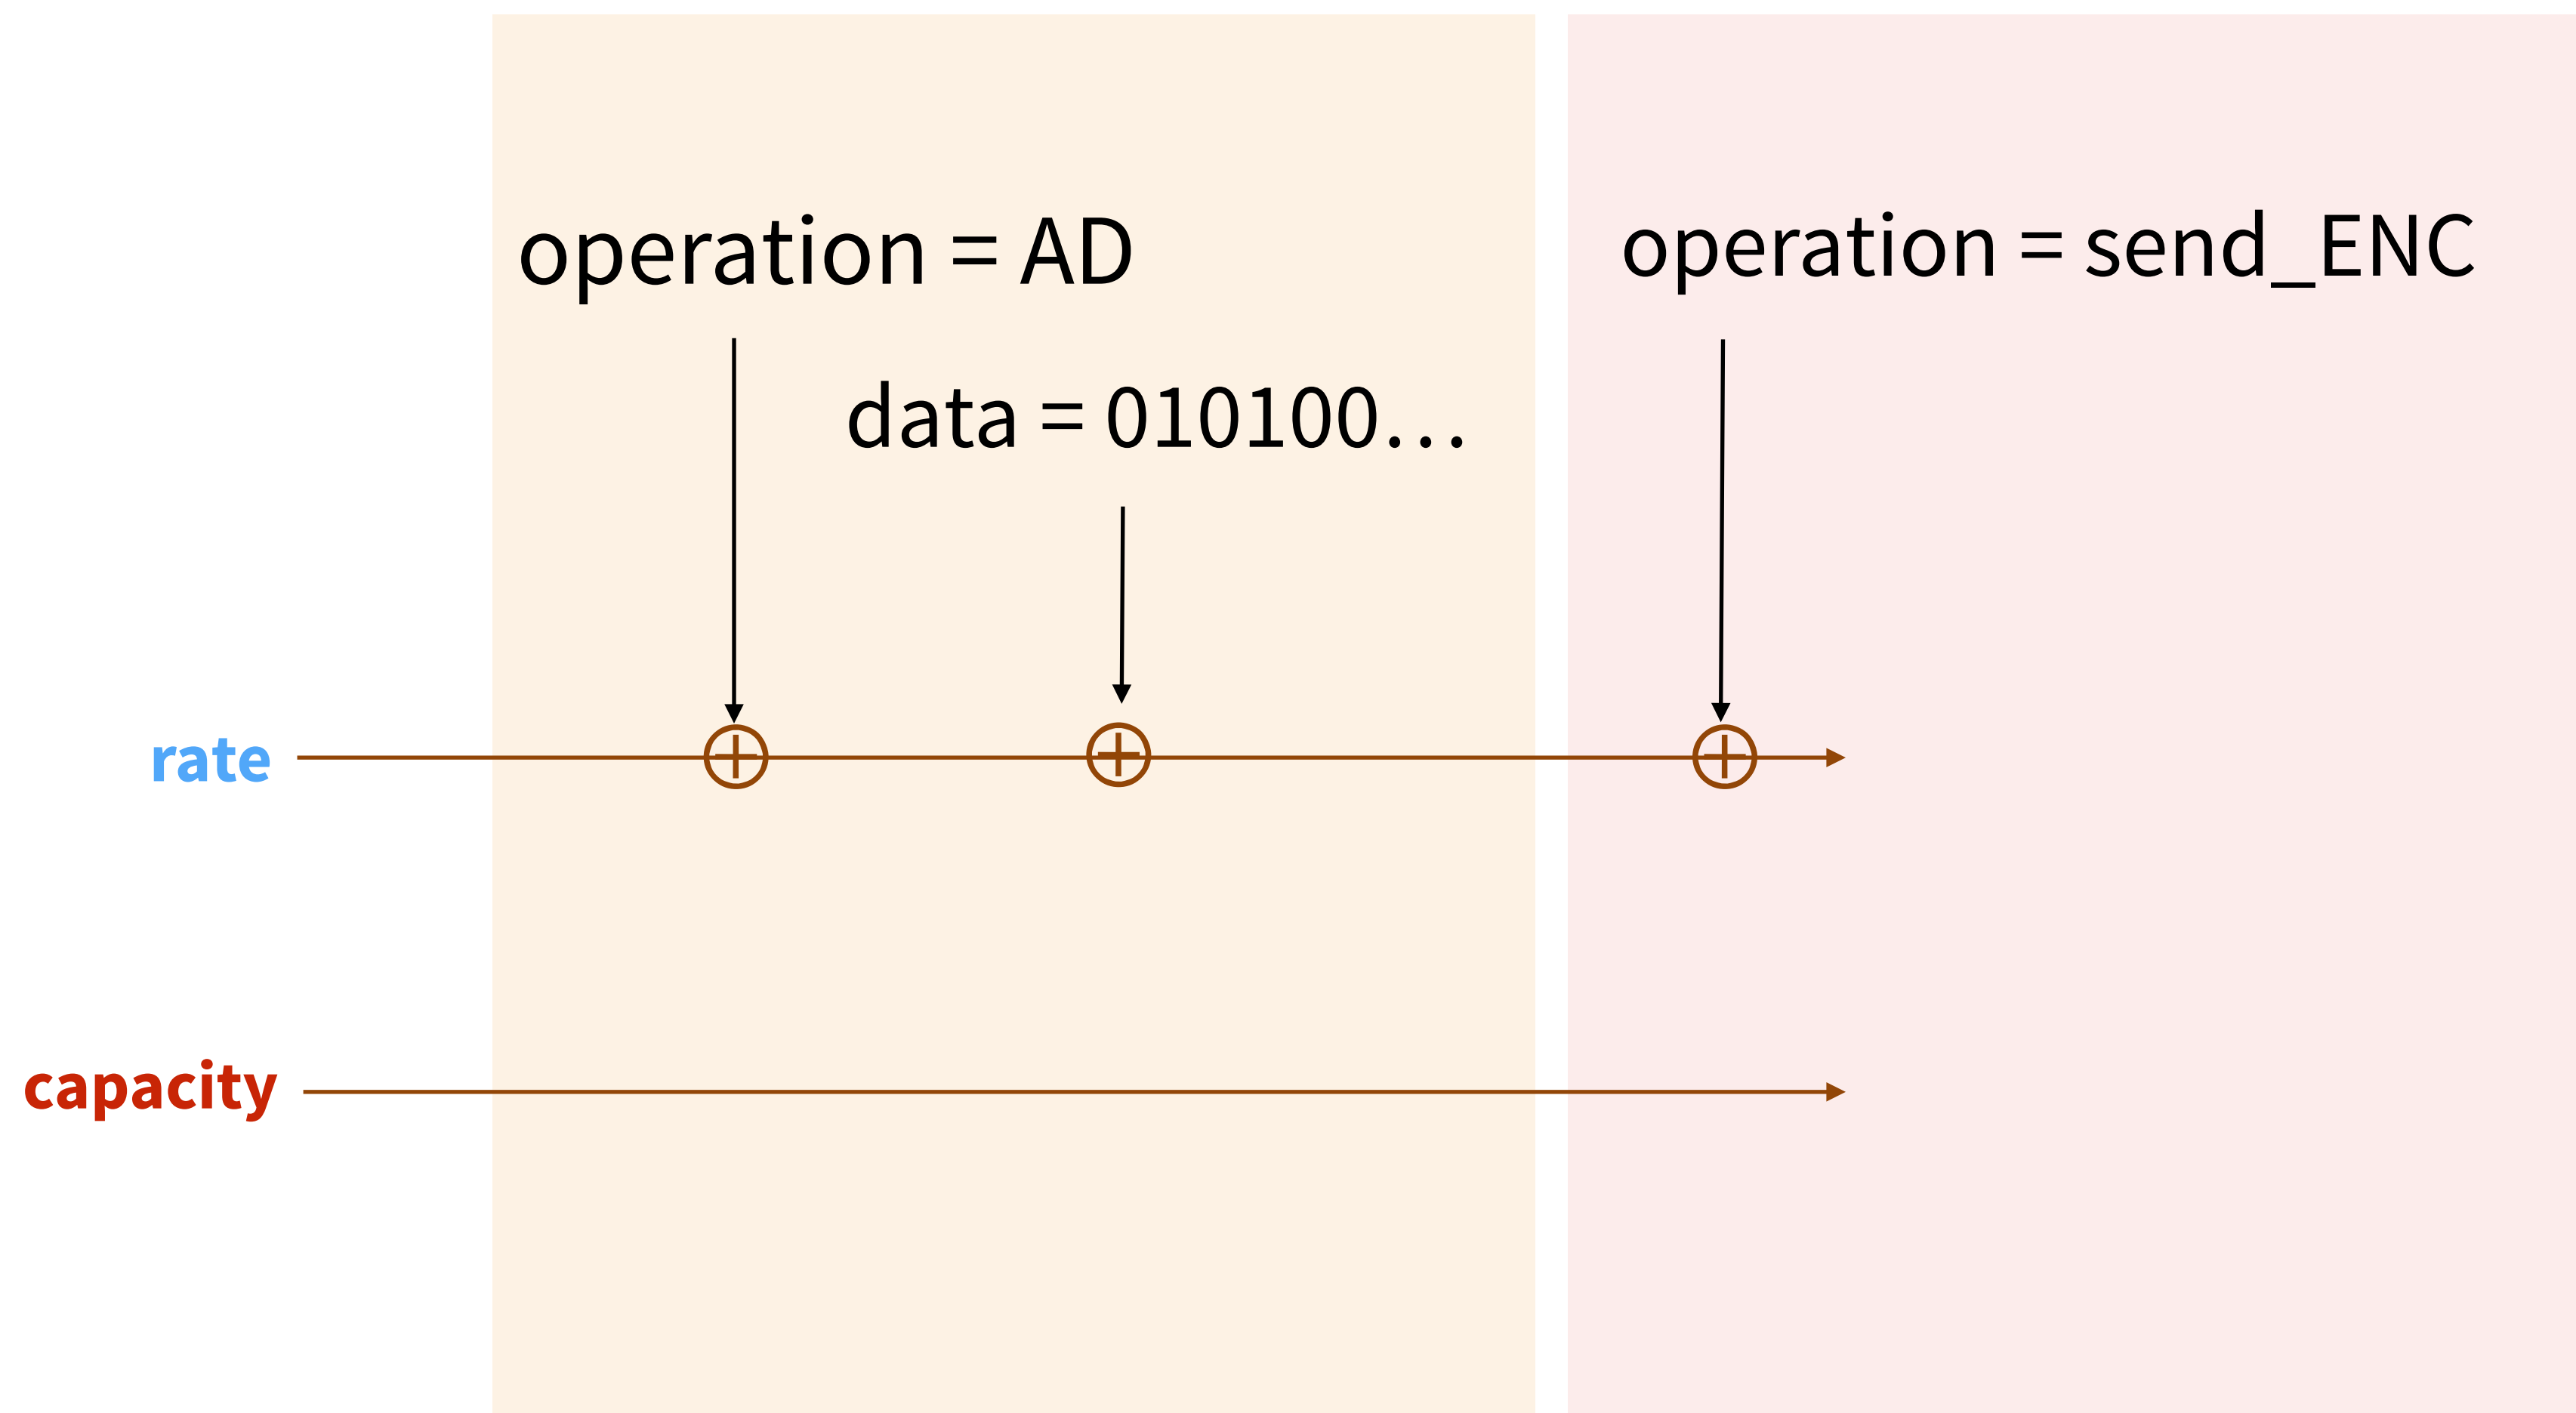 operation = AD
operation = send_ENC
data = 010100…
rate
capacity